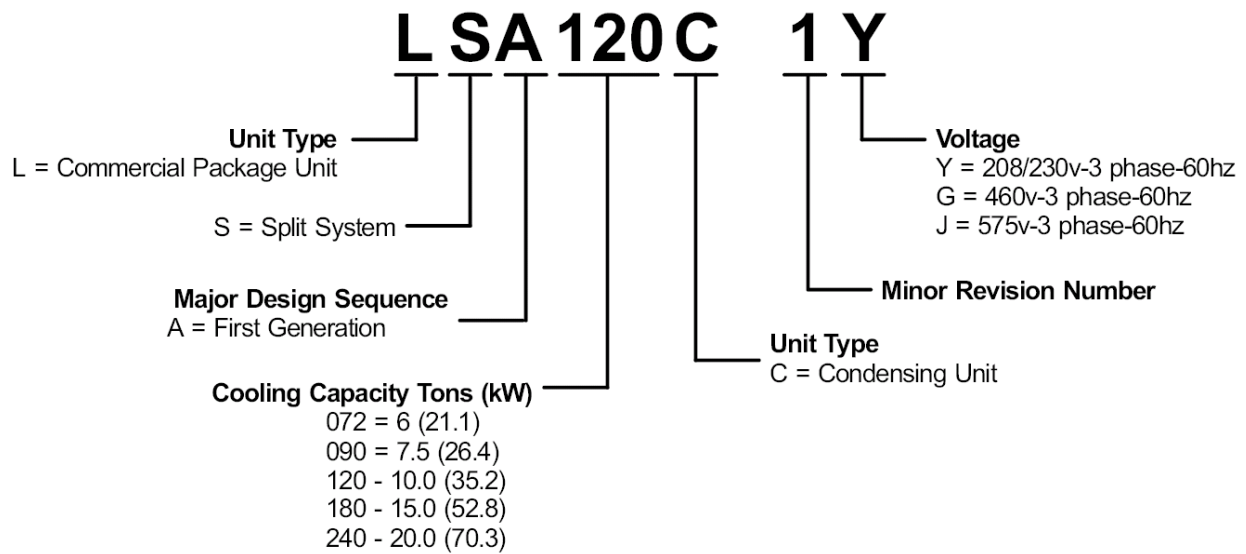 LSA120C 1Y
Unit Type
L = Commercial Package Unit
S = Split System
Major Design Sequence
A = First Generation
Cooling Capacity Tons (kW)
072 = 6 (21.1)
090 = 7.5 (26.4)
120 - 10.0 (35.2)
180 - 15.0 (52.8)
240 - 20.0 (70.3)
Voltage
Y = 208/230v-3 phase-60hz
G = 460v-3 phase-60hz
J = 575v-3 phase-60hz
Minor Revision Number
Unit Type
C = Condensing Unit